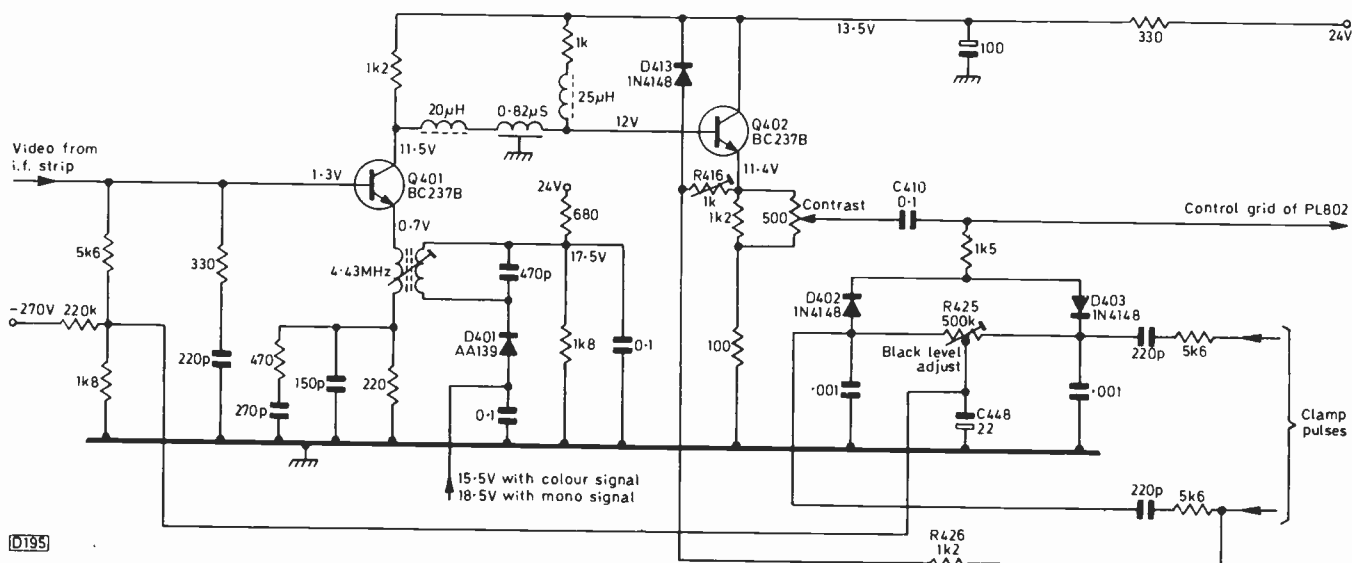 13·5V
330
24V
100
1k
1k2
25µH
D413
1N4148
20µH
0·82µS
12V
Q402
BC237B
11·5V
11·4V
Video from
i.f. strip
1·3V
Q401
BC237B
R416
1k
1k2
500
Contrast
C410
0·1
Control grid of PL802
0·7V
24V
680
17·5V
5k6
330
4·43MHz
470p
1k5
-270V
220k
D401
AA139
D402
1N4148
R425
500k
D403
1N4148
Black level
adjust
220p
5k6
1k8
220p
470
150p
220
1k8
0·1
100
·001
·001
270p
0·1
C448
22
Clamp
pulses
15·5V with colour signal
18·5V with mono signal
220p
5k6
D195
R426
1k2